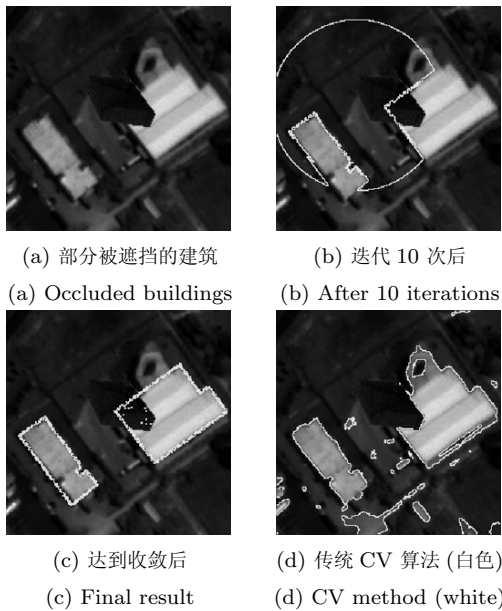 (a) 部分被遮挡的建筑
(b) 迭代 10 次后
(a) Occluded buildings
(b) After 10 iterations
(c) 达到收敛后
(d) 传统 CV 算法 (白色)
(c) Final result
(d) CV method (white)